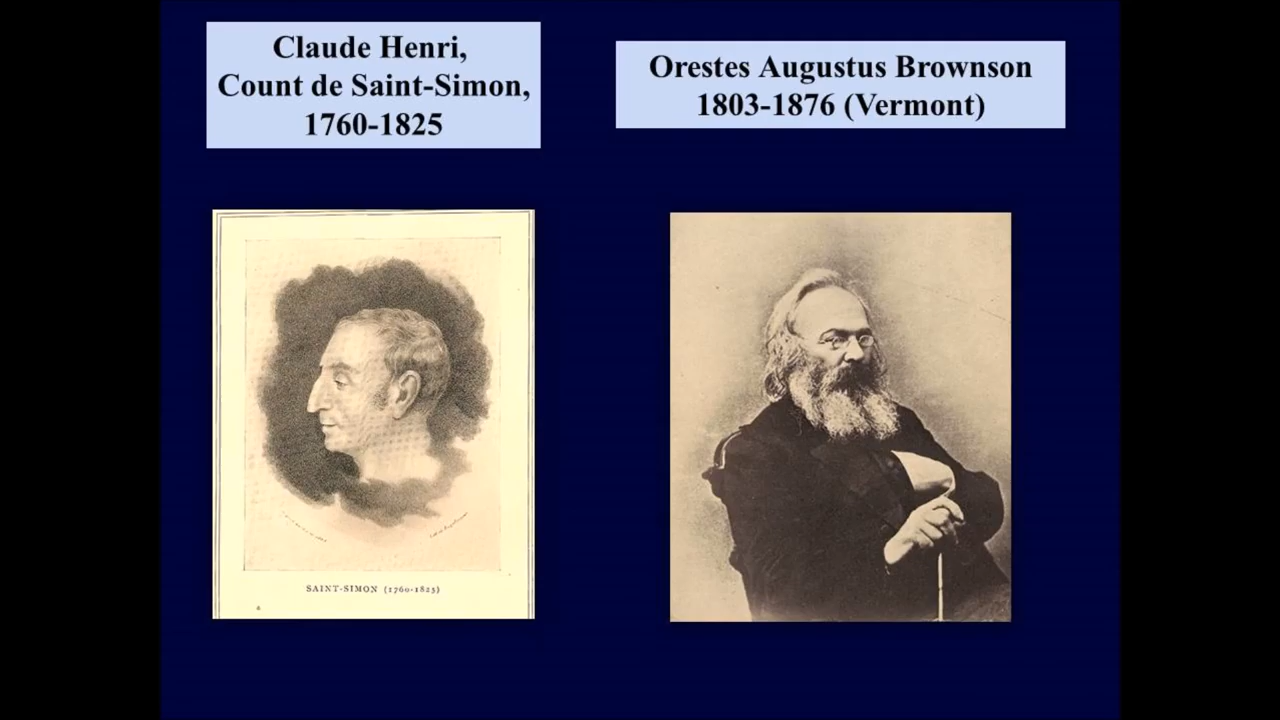 Claude Henri,
Count de Saint-Simon,
1760-1825
Orestes Augustus Brownson
1803-1876 (Vermont)
SAINT-SIMON (1760-1825)